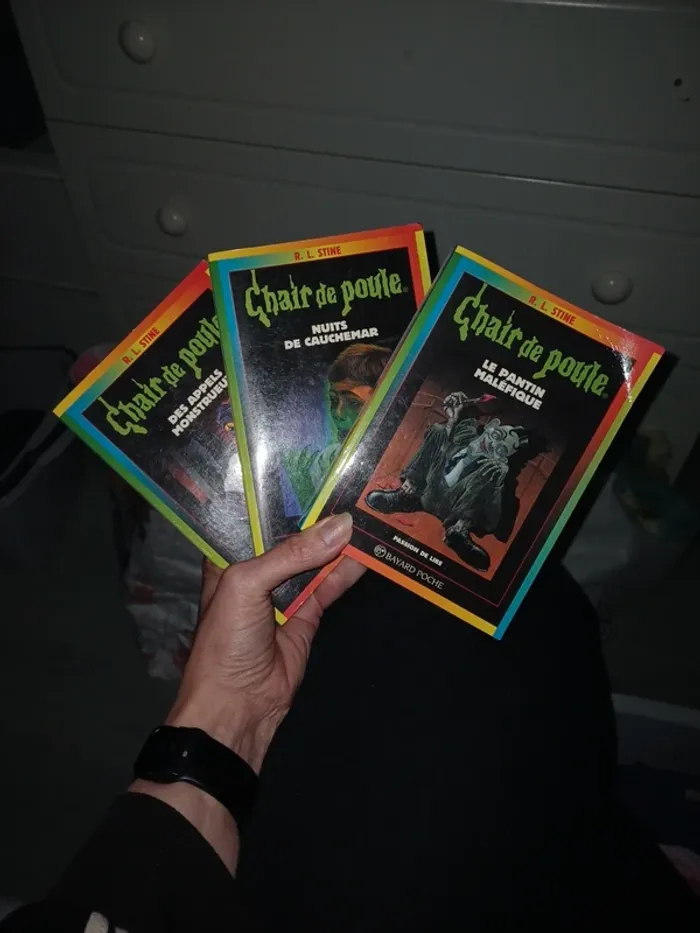 R. L. STINE
Chair de poule
DES APPELS
MONSTRUEU
R. L. STINE
Chair de poule®
NUITS
DE CAUCHEMAR
R. L. STINE
Chair de poule®
LE PANTIN
MALÉFIQUE
PASSION DE LIRE
BAYARD POCHE